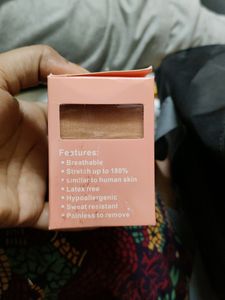 Features:
• Breathable
• Stretch up to 180%
• similar to human skin
• Latex free
• Hypoallergenic
• Sweat resistant
• Painless to remove